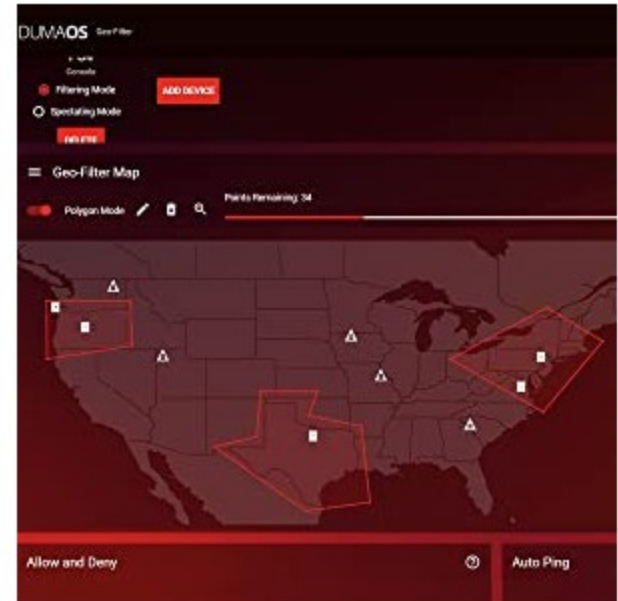 DUMAOS Geo-Filter
Console
Filtering Mode
ADD DEVICE
Spectating Mode
DELETE
Geo-Filter Map
Polygon Mode
Points Remaining: 34
Allow and Deny
Auto Ping